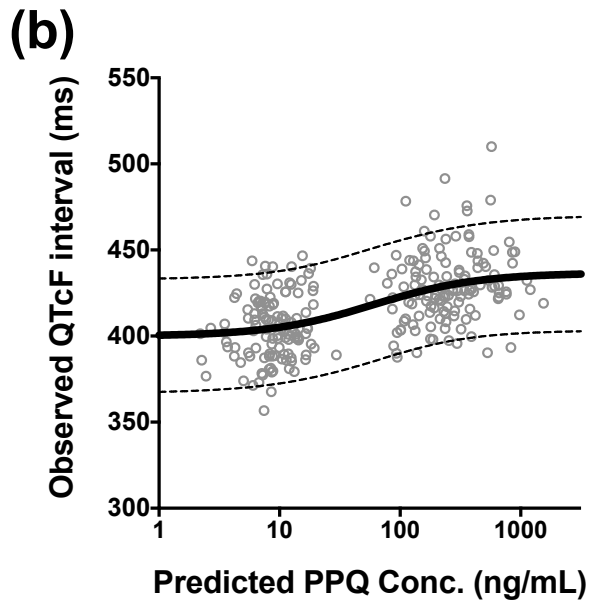 (b)
Observed QTcF interval (ms)
550
500
450
400
350
300
1 10 100 1000
Predicted PPQ Conc. (ng/mL)